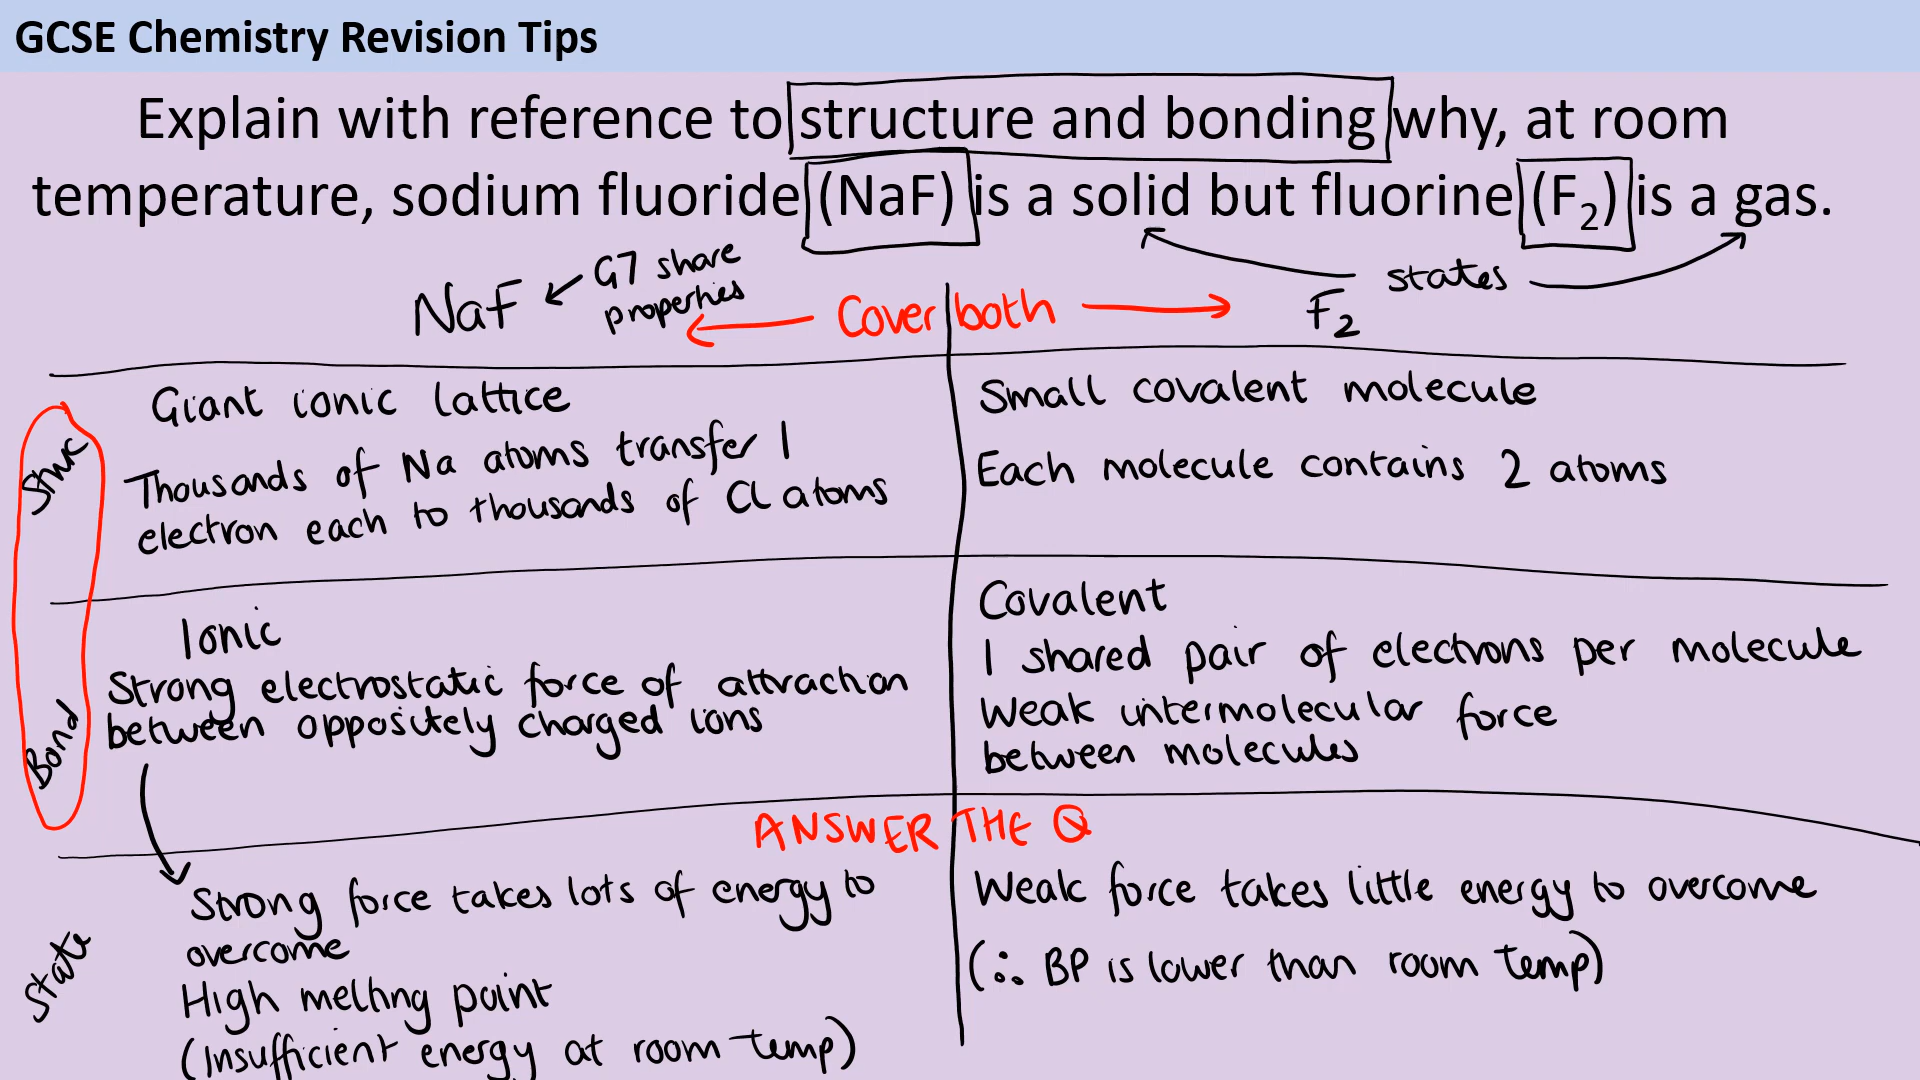 GCSE Chemistry Revision Tips
Explain with reference to structure and bonding why, at room
temperature, sodium fluoride (NaF) is a solid but fluorine (F₂) is a gas.
NaF
G7 share
properties
Cover both
states
F₂
Struc
Giant ionic lattice
Thousands of Na atoms transfer 1
electron each to thousands of Cl atoms
Small covalent molecule
Each molecule contains 2 atoms
Bond
Ionic
Strong electrostatic force of attraction
between oppositely charged ions
Covalent
1 shared pair of electrons per molecule
Weak intermolecular force
between molecules
ANSWER THE Q
State
Strong force takes lots of energy to
overcome
High melting point
(Insufficient energy at room temp)
Weak force takes little energy to overcome
(∴ BP is lower than room temp)